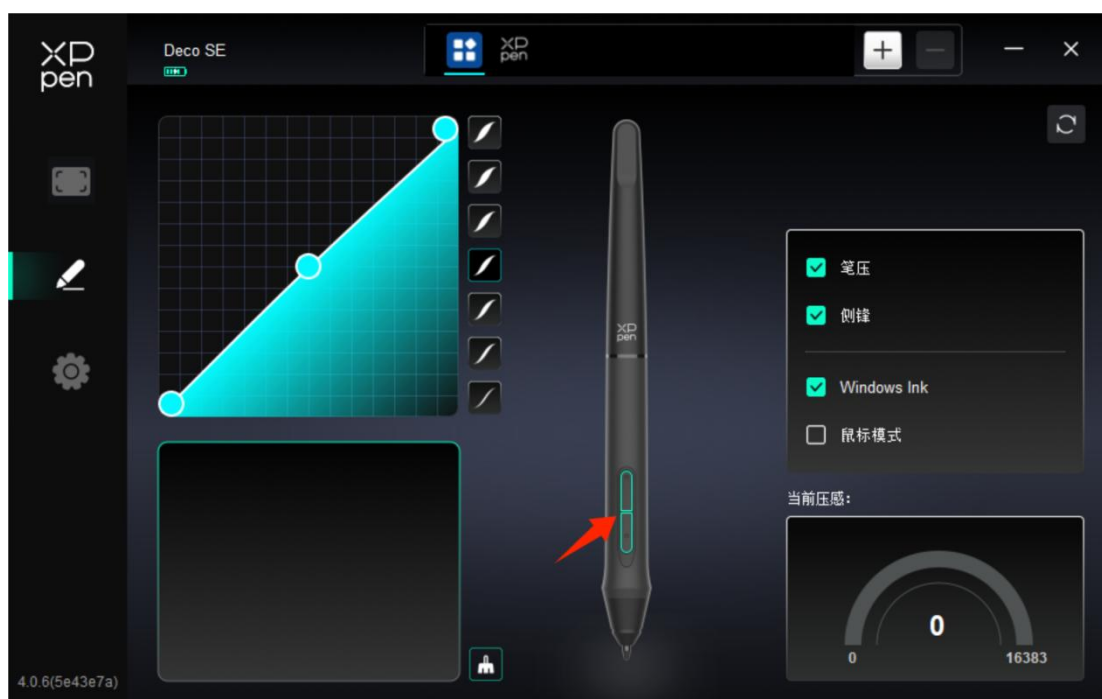 XP
pen
Deco SE
XP
pen
XP
pen
笔压
侧锋
Windows Ink
鼠标模式
当前压感:
0
0
16383
4.0.6(5e43e7a)